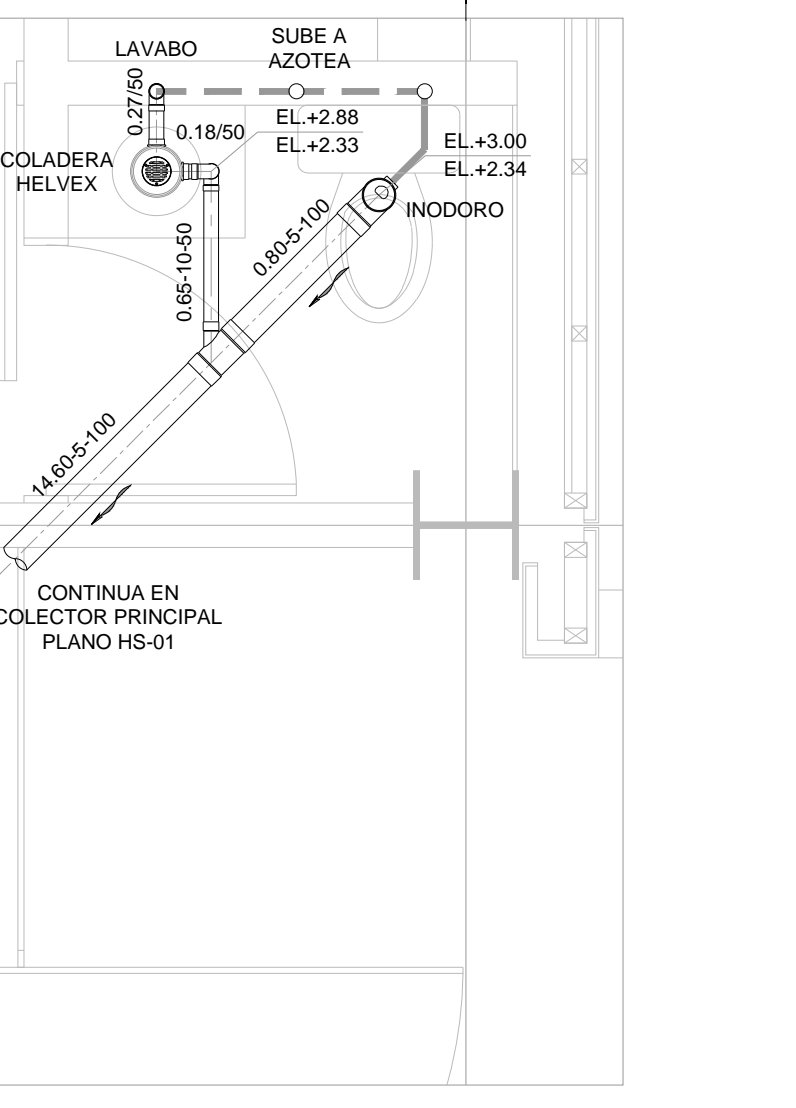 SUBE A
AZOTEA
LAVABO
0.27/50
0.18/50
EL.+2.88
EL.+2.33
EL.+3.00
EL.+2.34
COLADERA
HELVEX
INODORO
0.80-5-100
0.65-10-50
14.60-5-100
CONTINUA EN
COLECTOR PRINCIPAL
PLANO HS-01